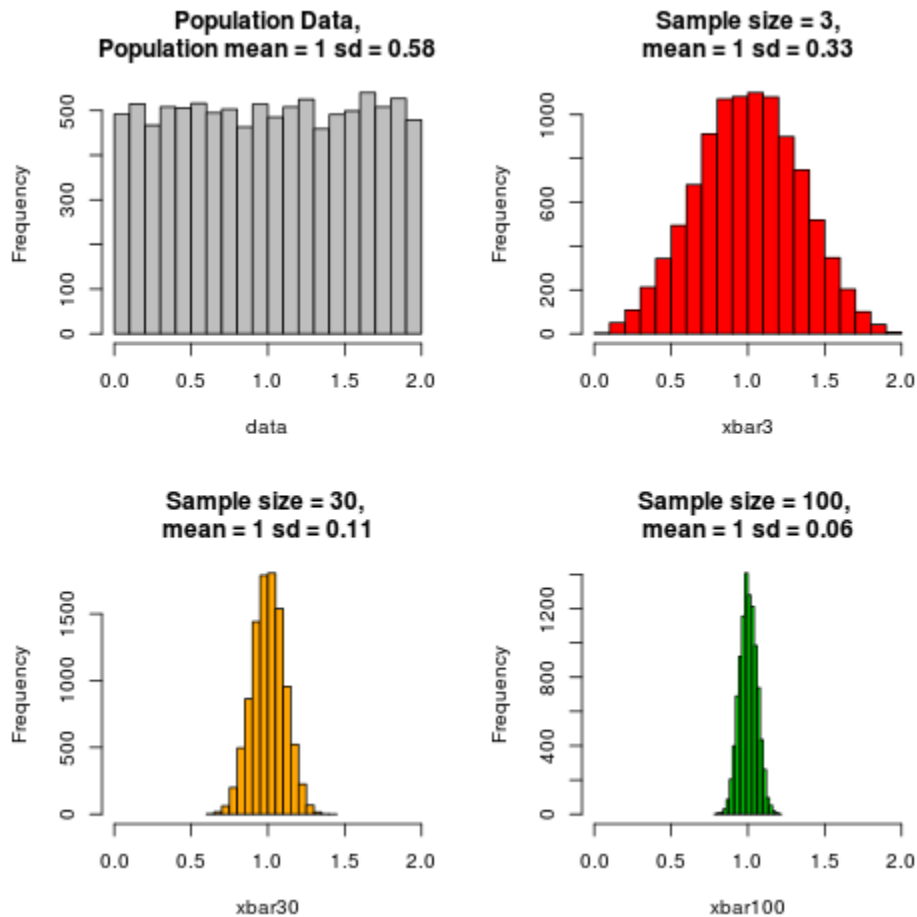 Population Data,
Population mean = 1 sd = 0.58
Frequency
0 100 300 500
0.0 0.5 1.0 1.5 2.0
data
Sample size = 3,
mean = 1 sd = 0.33
Frequency
0 200 600 1000
0.0 0.5 1.0 1.5 2.0
xbar3
Sample size = 30,
mean = 1 sd = 0.11
Frequency
0 500 1000 1500
0.0 0.5 1.0 1.5 2.0
xbar30
Sample size = 100,
mean = 1 sd = 0.06
Frequency
0 400 800 1200
0.0 0.5 1.0 1.5 2.0
xbar100